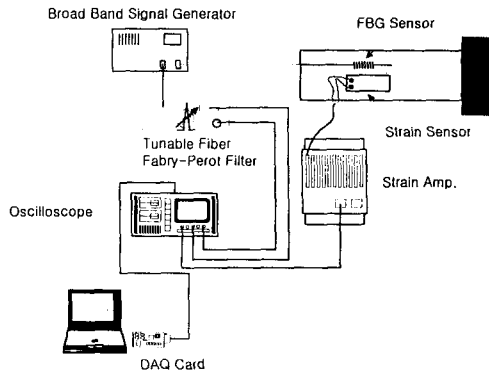 Broad Band Signal Generator
FBG Sensor
Tunable Fiber
Fabry-Perot Filter
Strain Sensor
Strain Amp.
Oscilloscope
DAQ Card